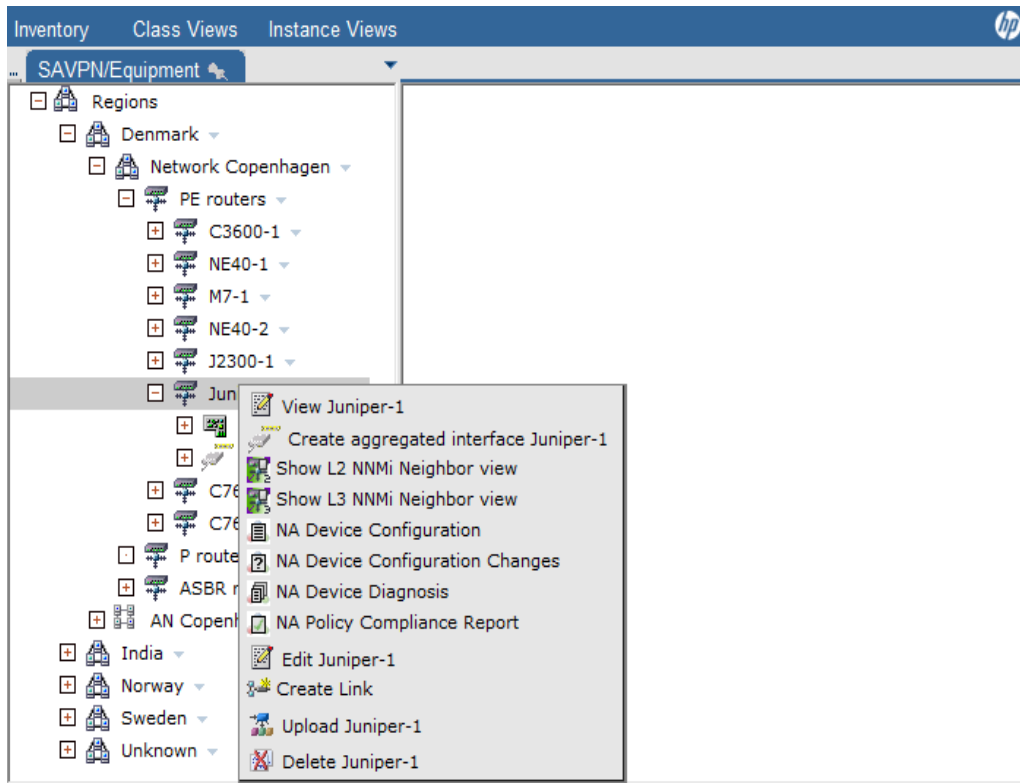 Inventory Class Views Instance Views hp
... SAVPN/Equipment
Regions
Denmark
Network Copenhagen
PE routers
C3600-1
NE40-1
M7-1
NE40-2
J2300-1
Jun
View Juniper-1
Create aggregated interface Juniper-1
Show L2 NNMi Neighbor view
Show L3 NNMi Neighbor view
NA Device Configuration
NA Device Configuration Changes
NA Device Diagnosis
NA Policy Compliance Report
Edit Juniper-1
Create Link
Upload Juniper-1
Delete Juniper-1
C76
C76
P route
ASBR r
AN Copenh
India
Norway
Sweden
Unknown